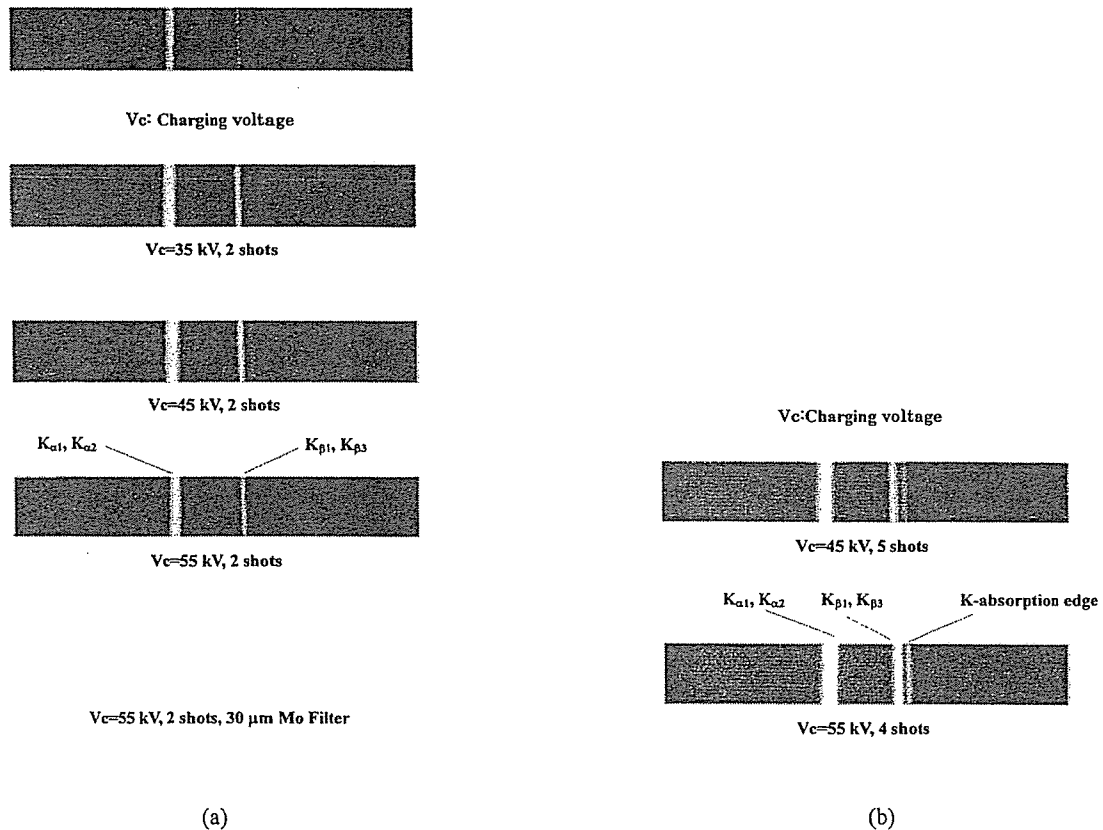 Vc: Charging voltage
Vc=35 kV, 2 shots
Vc=45 kV, 2 shots
Kα1, Kα2
Kβ1, Kβ3
Vc=55 kV, 2 shots
Vc=55 kV, 2 shots, 30 μm Mo Filter
(a)
Vc:Charging voltage
Vc=45 kV, 5 shots
Kα1, Kα2
Kβ1, Kβ3
K-absorption edge
Vc=55 kV, 4 shots
(b)